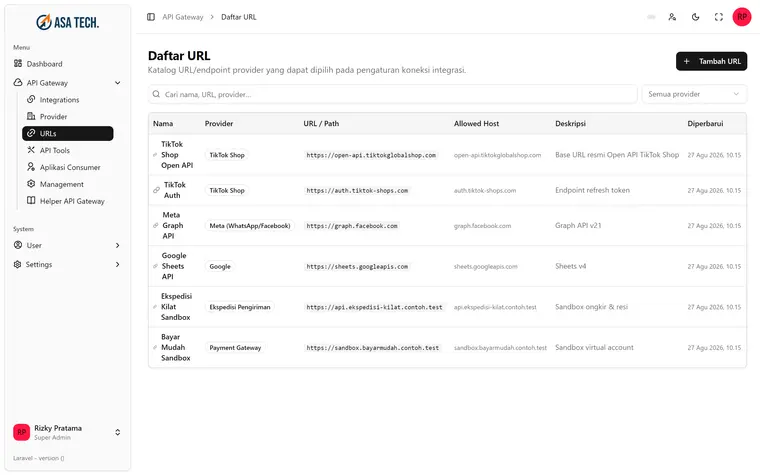 ASA TECH.
Menu
Dashboard
API Gateway
Integrations
Provider
URLs
API Tools
Aplikasi Consumer
Management
Helper API Gateway
System
User
Settings
RP
Rizky Pratama
Super Admin
Laravel - version ()
API Gateway > Daftar URL
RP
Daftar URL
Katalog URL/endpoint provider yang dapat dipilih pada pengaturan koneksi integrasi.
+ Tambah URL
Cari nama, URL, provider...
Semua provider
Nama Provider URL / Path Allowed Host Deskripsi Diperbarui
TikTok
Shop
Open API
TikTok Shop https://open-api.tiktokglobalshop.com open-api.tiktokglobalshop.com Base URL resmi Open API TikTok Shop 27 Agu 2026, 10.15
TikTok
Auth
TikTok Shop https://auth.tiktok-shops.com auth.tiktok-shops.com Endpoint refresh token 27 Agu 2026, 10.15
Meta
Graph
API
Meta (WhatsApp/Facebook) https://graph.facebook.com graph.facebook.com Graph API v21 27 Agu 2026, 10.15
Google
Sheets
API
Google https://sheets.googleapis.com sheets.googleapis.com Sheets v4 27 Agu 2026, 10.15
Ekspedisi
Kilat
Sandbox
Ekspedisi Pengiriman https://api.ekspedisi-kilat.contoh.test api.ekspedisi-kilat.contoh.test Sandbox ongkir & resi 27 Agu 2026, 10.15
Bayar
Mudah
Sandbox
Payment Gateway https://sandbox.bayarmudah.contoh.test sandbox.bayarmudah.contoh.test Sandbox virtual account 27 Agu 2026, 10.15